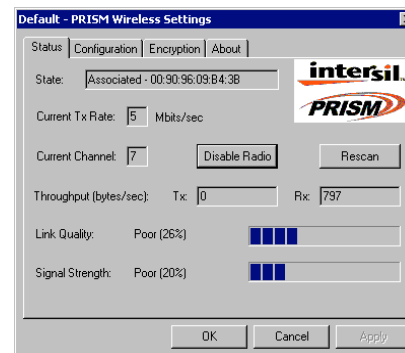 Default - PRISM Wireless Settings
Status Configuration Encryption About
State: Associated - 00:90:96:09:B4:3B
intersil.
PRISM
Current Tx Rate: 5 Mbits/sec
Current Channel: 7 Disable Radio Rescan
Throughput (bytes/sec): Tx: 0 Rx: 797
Link Quality: Poor (26%)
Signal Strength: Poor (20%)
OK Cancel Apply